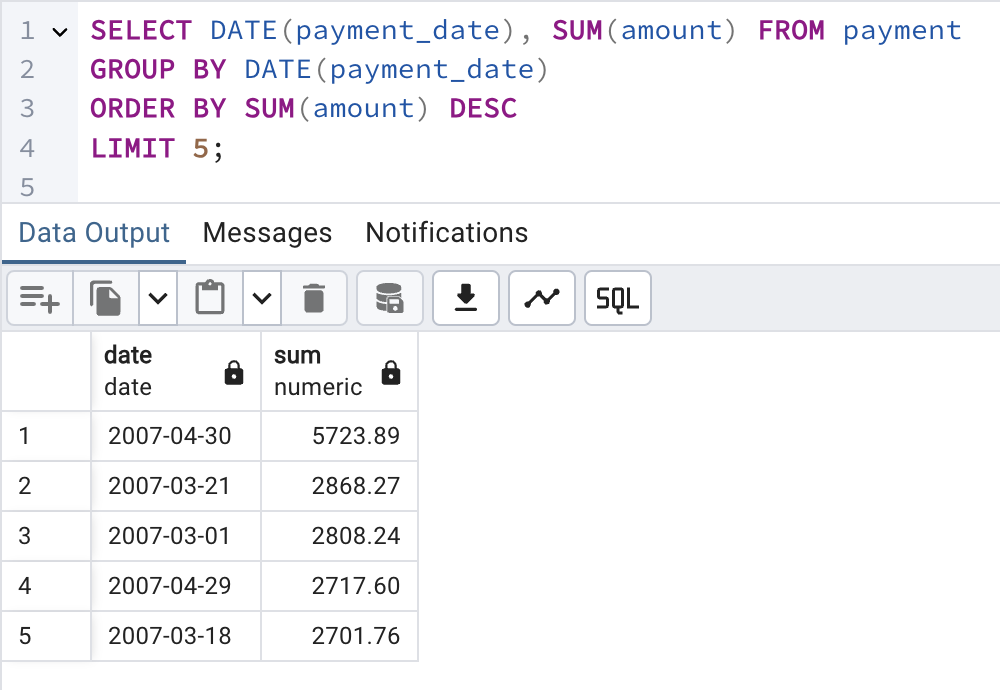 1 SELECT DATE(payment_date), SUM(amount) FROM payment
2 GROUP BY DATE(payment_date)
3 ORDER BY SUM(amount) DESC
4 LIMIT 5;
5
Data Output Messages Notifications
SQL
date sum
date numeric
1 2007-04-30 5723.89
2 2007-03-21 2868.27
3 2007-03-01 2808.24
4 2007-04-29 2717.60
5 2007-03-18 2701.76